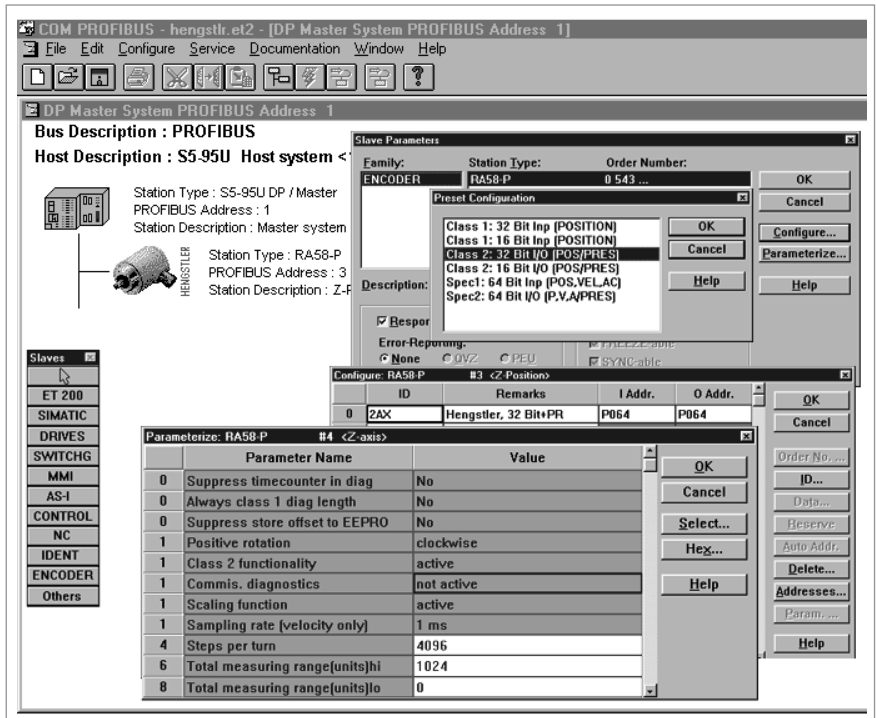 COM PROFIBUS - hengstlr.et2 - [DP Master System PROFIBUS Address 1]
File Edit Configure Service Documentation Window Help
DP Master System PROFIBUS Address 1
Bus Description : PROFIBUS
Host Description : S5-95U Host system <
Station Type : S5-95U DP / Master
PROFIBUS Address : 1
Station Description : Master system
HENGSTLER
Station Type : RA58-P
PROFIBUS Address : 3
Station Description : Z-P
Slave Parameters
Family: Station Type: Order Number:
ENCODER RA58-P 0 543 ...
OK
Cancel
Configure...
Parameterize...
Help
Description:
Respor
Error-Reporting:
None QVZ PEU
FREEZE-able
SYNC-able
Preset Configuration
Class 1: 32 Bit Inp (POSITION)
Class 1: 16 Bit Inp (POSITION)
Class 2: 32 Bit I/O (POS/PRES)
Class 2: 16 Bit I/O (POS/PRES)
Spec1: 64 Bit Inp (POS,VEL,AC)
Spec2: 64 Bit I/O (P,V,A/PRES)
OK
Cancel
Help
Slaves
ET 200
SIMATIC
DRIVES
SWITCHG
MMI
AS-I
CONTROL
NC
IDENT
ENCODER
Others
Configure: RA58-P #3 <Z-Position>
ID Remarks I Addr. O Addr.
0 2AX Hengstler, 32 Bit+PR P064 P064
OK
Cancel
Order No. ...
ID...
Data...
Reserve
Auto Addr.
Delete...
Addresses...
Param. ...
Help
Parameterize: RA58-P #4 <Z-axis>
Parameter Name Value
0 Suppress timecounter in diag No
0 Always class 1 diag length No
0 Suppress store offset to EEPRO No
1 Positive rotation clockwise
1 Class 2 functionality active
1 Commis. diagnostics not active
1 Scaling function active
1 Sampling rate (velocity only) 1 ms
4 Steps per turn 4096
6 Total measuring range(units)hi 1024
8 Total measuring range(units)lo 0
OK
Cancel
Select...
Hex...
Help